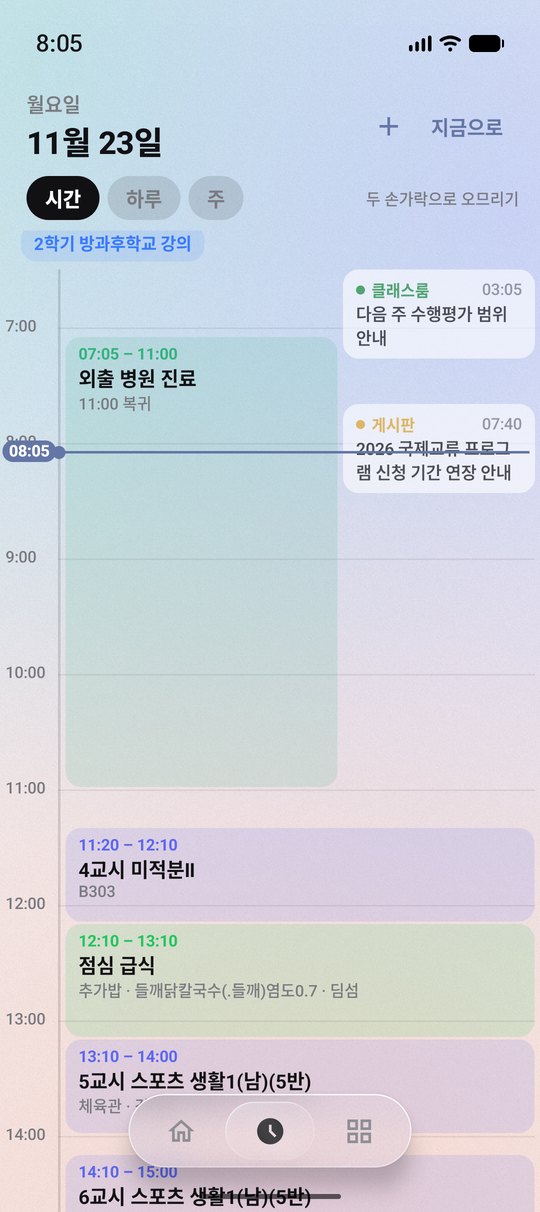 8:05
월요일
11월 23일
+ 지금으로
시간 하루 주
두 손가락으로 오므리기
2학기 방과후학교 강의
클래스룸 03:05
다음 주 수행평가 범위
안내
7:00
07:05 – 11:00
외출 병원 진료
11:00 복귀
게시판 07:40
2026 국제교류 프로그
램 신청 기간 연장 안내
08:05
9:00
10:00
11:00
11:20 – 12:10
4교시 미적분II
B303
12:00
12:10 – 13:10
점심 급식
추가밥 · 들깨닭칼국수(.들깨)염도0.7 · 딤섬
13:00
13:10 – 14:00
5교시 스포츠 생활1(남)(5반)
체육관 ·
14:00
14:10 – 15:00
6교시 스포츠 생활1(남)(5반)